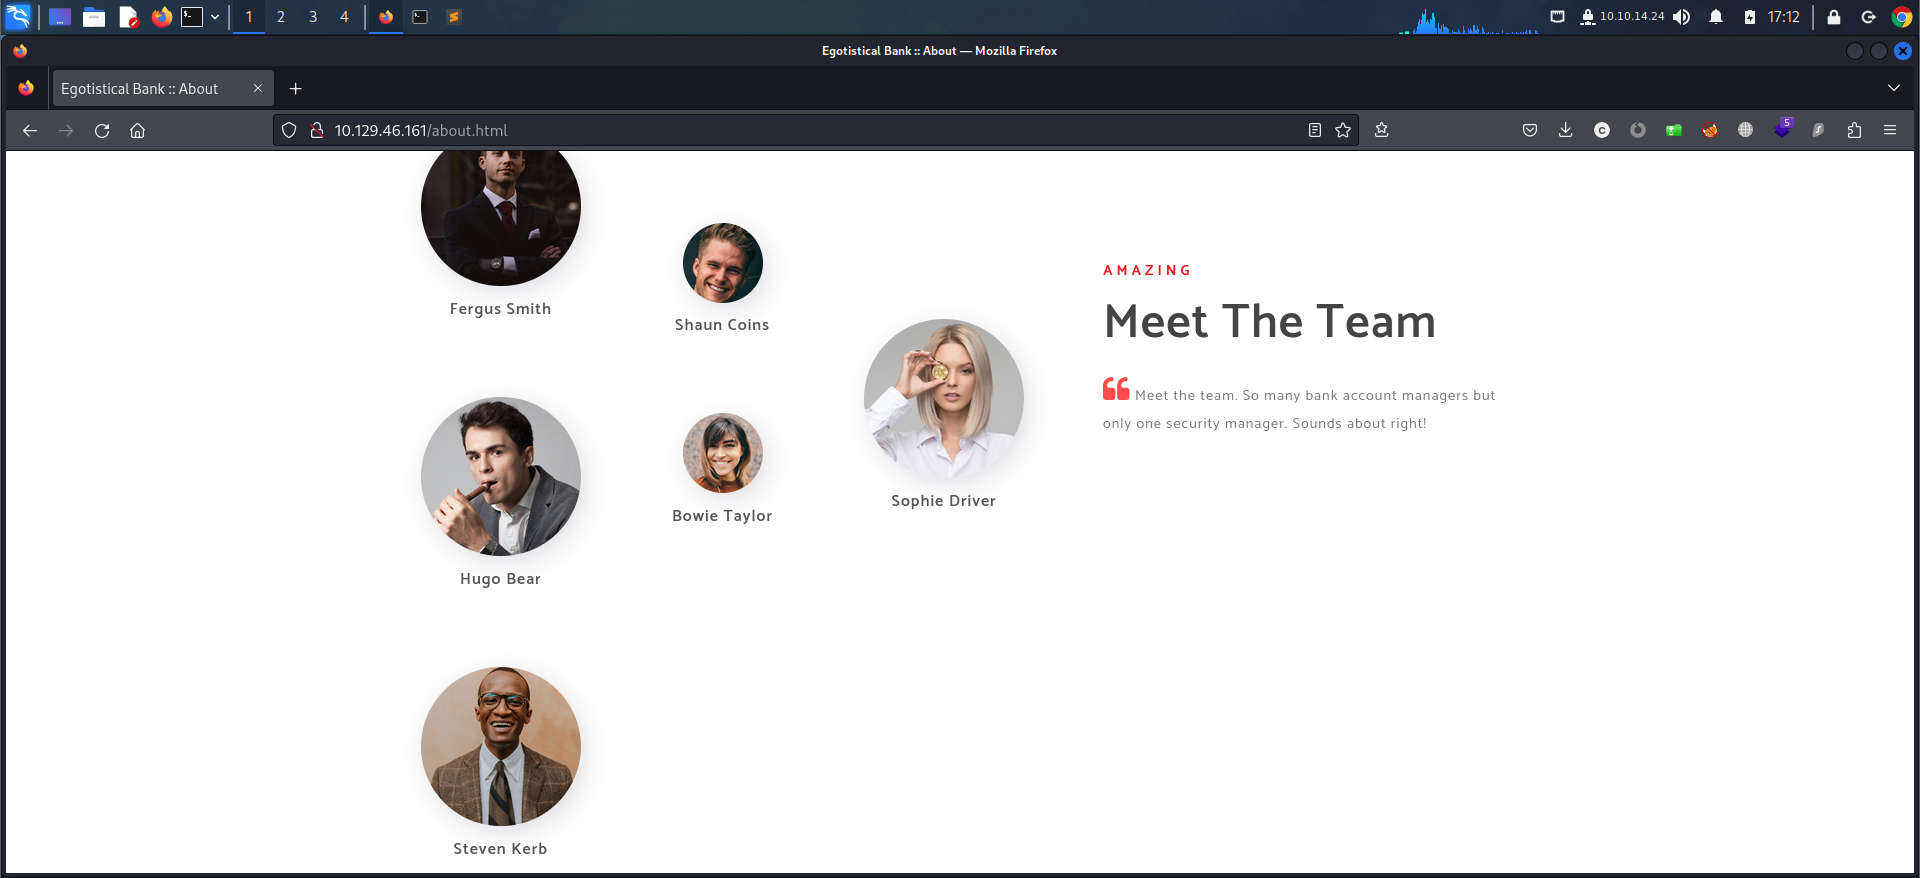 1 2 3 4
10.10.14.24
17:12
Egotistical Bank :: About — Mozilla Firefox
Egotistical Bank :: About
10.129.46.161/about.html
5
Fergus Smith
Shaun Coins
Hugo Bear
Bowie Taylor
Sophie Driver
Steven Kerb
AMAZING
Meet The Team
Meet the team. So many bank account managers but
only one security manager. Sounds about right!